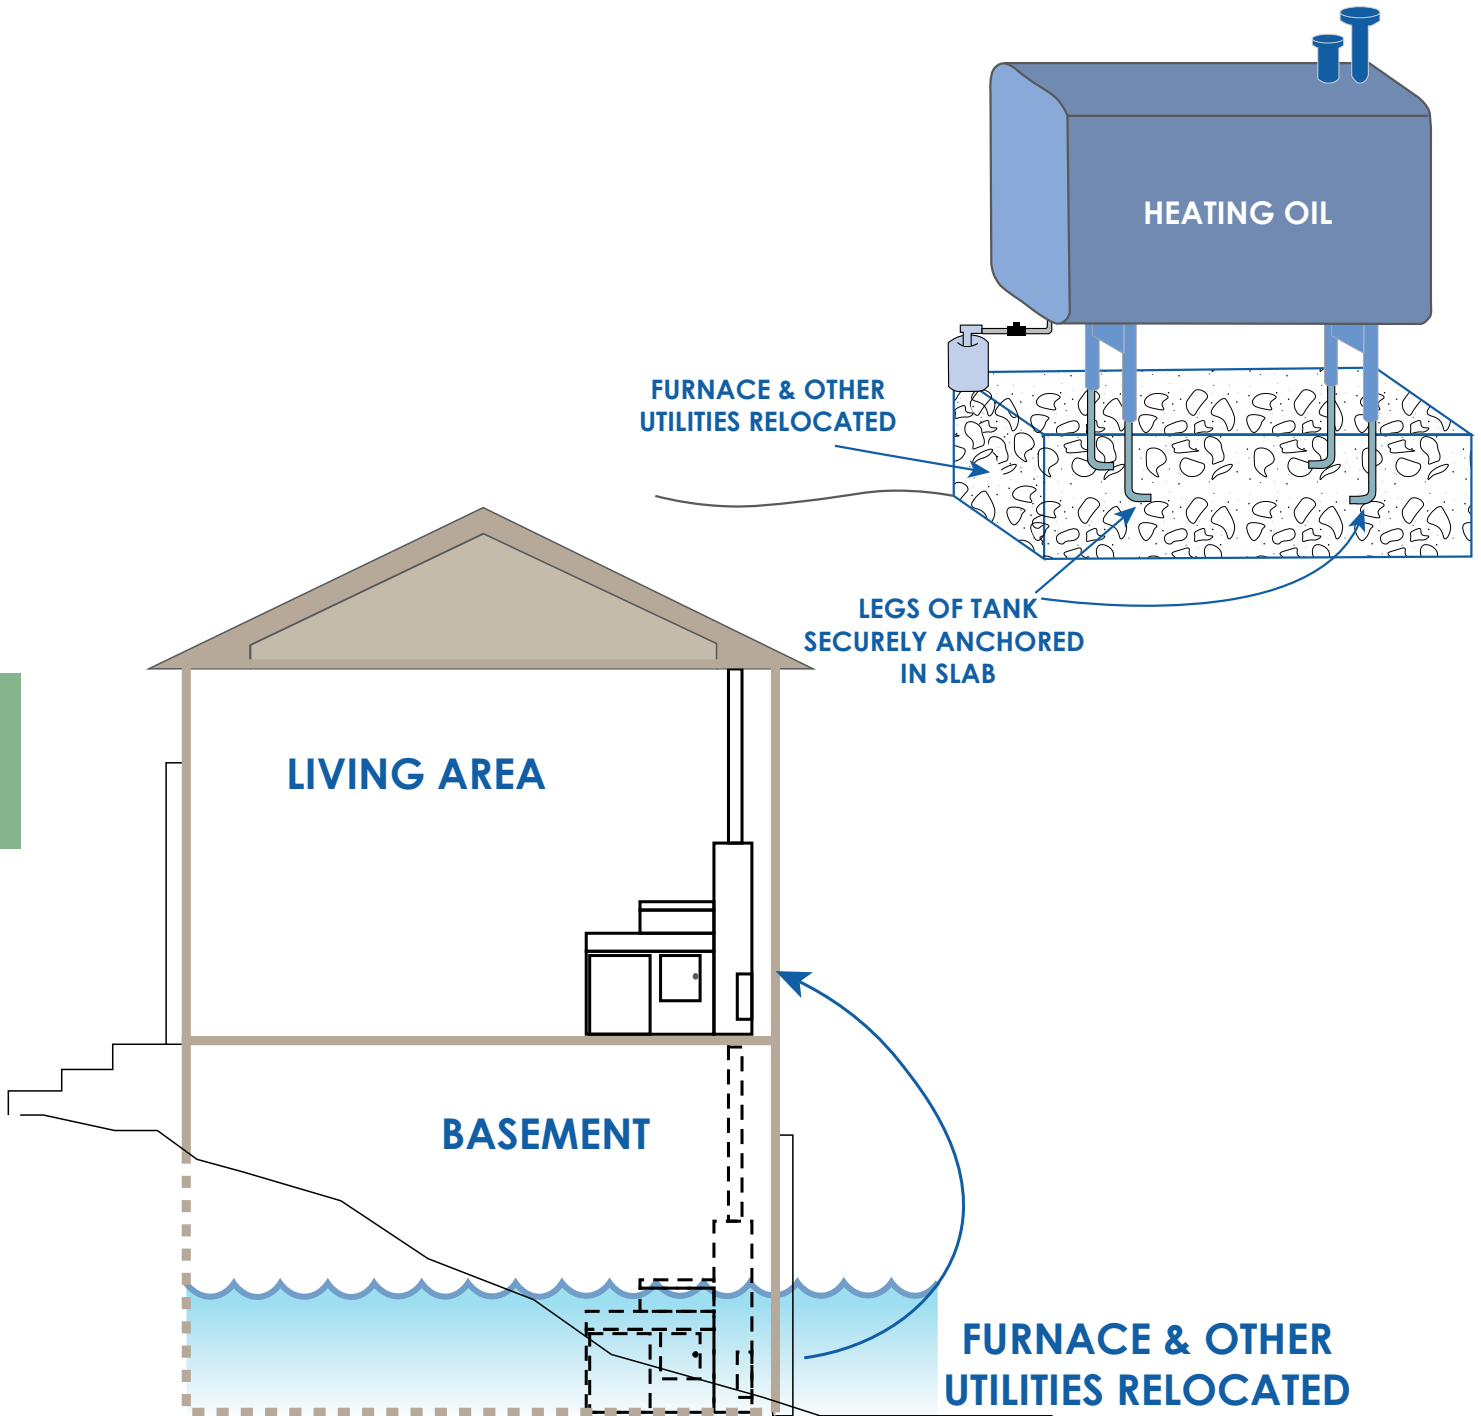 HEATING OIL
FURNACE & OTHER
UTILITIES RELOCATED
LEGS OF TANK
SECURELY ANCHORED
IN SLAB
LIVING AREA
BASEMENT
FURNACE & OTHER
UTILITIES RELOCATED